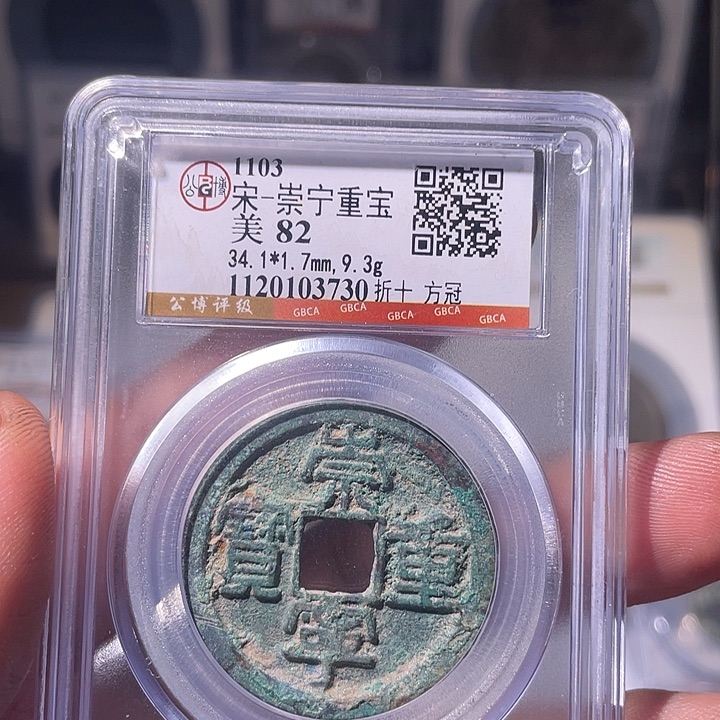 1103
宋-崇宁重宝
美 82
34.1*1.7mm, 9.3g
1120103730 折十 方冠
公博评级 GBCA GBCA GBCA GBCA GBCA
崇
重
寧
寳